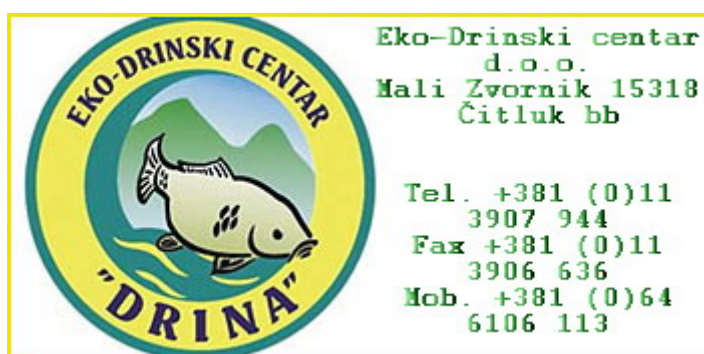 EKO-DRINSKI CENTAR
"DRINA"
Eko-Drinski centar
d.o.o.
Mali Zvornik 15318
Čitluk bb
Tel. +381 (0)11
3907 944
Fax +381 (0)11
3906 636
Mob. +381 (0)64
6106 113